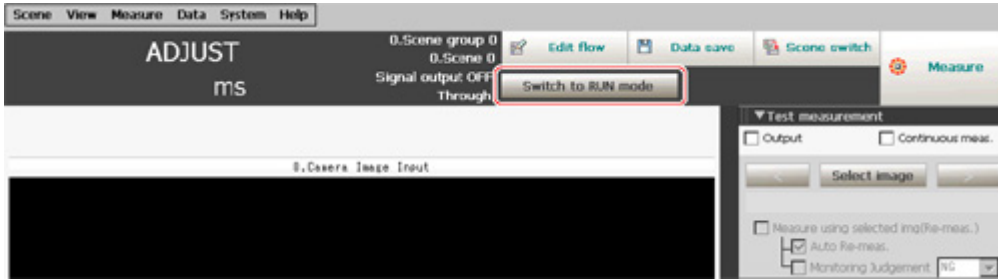 Scene View Measure Data System Help
ADJUST
ms
0.Scene group 0
0.Scene 0
Signal output OFF
Through
Edit flow
Data save
Scene switch
Measure
Switch to RUN mode
▼Test measurement
Output
Continuous meas.
0.Camera Image Input
< Select image >
Measure using selected img(Re-meas.)
Auto Re-meas.
Monitoring Judgement NG